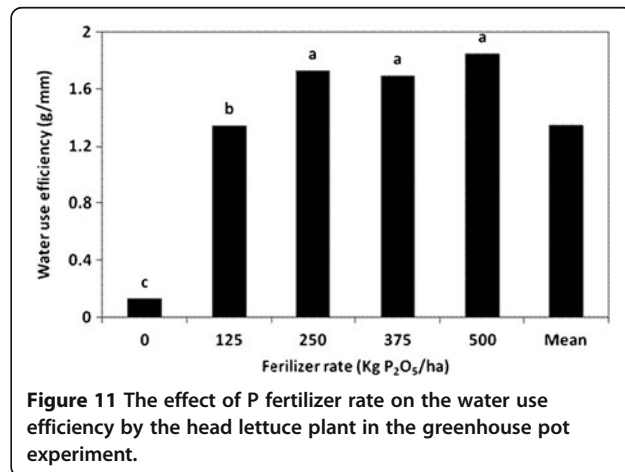 2
1.6
1.2
0.8
0.4
0
Water use efficiency (g/mm)
c
b
a
a
a
0 125 250 375 500 Mean
Ferilizer rate (Kg P₂O₅/ha)
Figure 11 The effect of P fertilizer rate on the water use
efficiency by the head lettuce plant in the greenhouse pot
experiment.